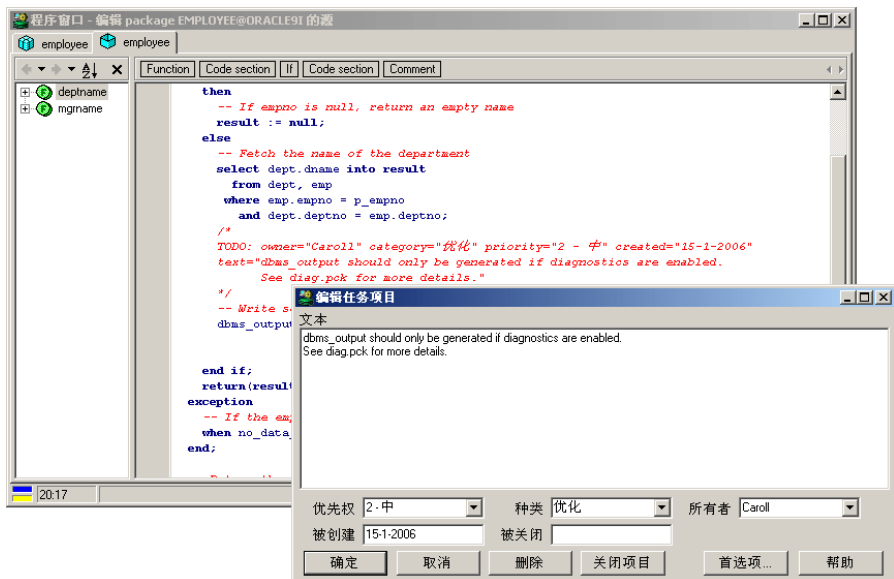 程序窗口 - 编辑 package EMPLOYEE@ORACLE9I 的源
employee employee
Function Code section If Code section Comment
deptname
mgrname
then
-- If empno is null, return an empty name
result := null;
else
-- Fetch the name of the department
select dept.dname into result
from dept, emp
where emp.empno = p_empno
and dept.deptno = emp.deptno;
/*
TODO: owner="Caroll" category="优化" priority="2 - 中" created="15-1-2006"
text="dbms_output should only be generated if diagnostics are enabled.
See diag.pck for more details."
*/
-- Write s
dbms_output
end if;
return(result
exception
-- If the emp
when no_data_
end;
20:17
编辑任务项目
文本
dbms_output should only be generated if diagnostics are enabled.
See diag.pck for more details.
优先权 2 - 中 种类 优化 所有者 Caroll
被创建 15-1-2006 被关闭
确定 取消 删除 关闭项目 首选项... 帮助